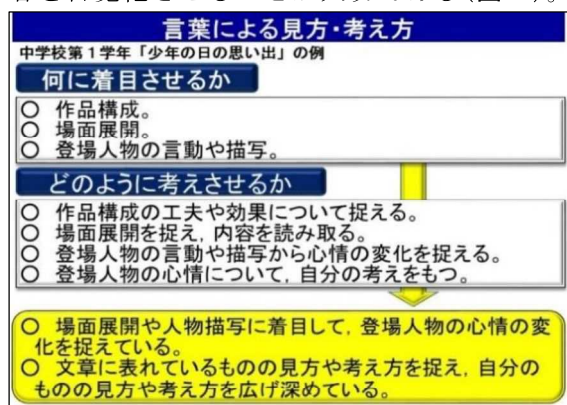 言葉による見方・考え方
中学校第１学年「少年の日の思い出」の例
何に着目させるか
○ 作品構成。
○ 場面展開。
○ 登場人物の言動や描写。
どのように考えさせるか
○ 作品構成の工夫や効果について捉える。
○ 場面展開を捉え，内容を読み取る。
○ 登場人物の言動や描写から心情の変化を捉える。
○ 登場人物の心情について，自分の考えをもつ。
○ 場面展開や人物描写に着目して，登場人物の心情の変
化を捉えている。
○ 文章に表れているものの見方や考え方を捉え，自分の
ものの見方や考え方を広げ深めている。